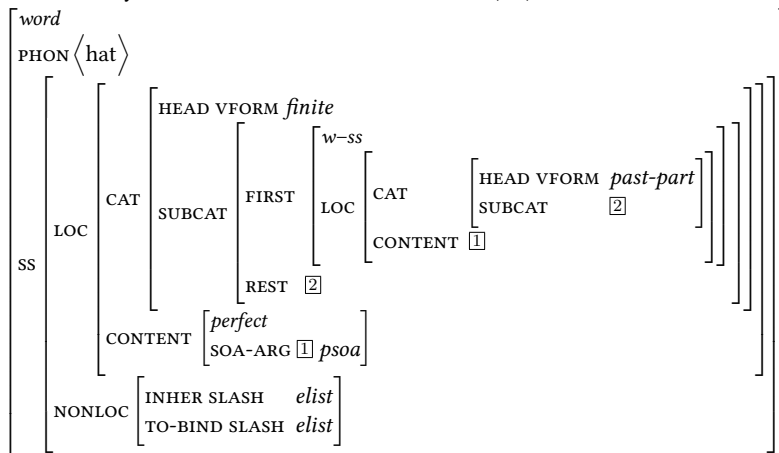 word
PHON ⟨hat⟩
HEAD VFORM finite
w–ss
HEAD VFORM past-part
CAT
SUBCAT 2
FIRST
LOC
CAT
SUBCAT
CONTENT 1
LOC
SS
REST 2
perfect
CONTENT
SOA-ARG 1 psoa
INHER SLASH elist
NONLOC
TO-BIND SLASH elist